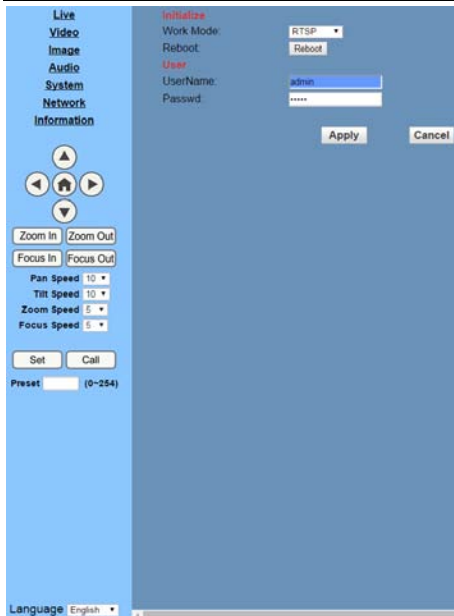 Live
Video
Image
Audio
System
Network
Information
Zoom In Zoom Out
Focus In Focus Out
Pan Speed 10
Tilt Speed 10
Zoom Speed 5
Focus Speed 5
Set Call
Preset (0~254)
Language English
Initialize
Work Mode: RTSP
Reboot: Reboot
User
UserName: admin
Passwd: •••••
Apply Cancel